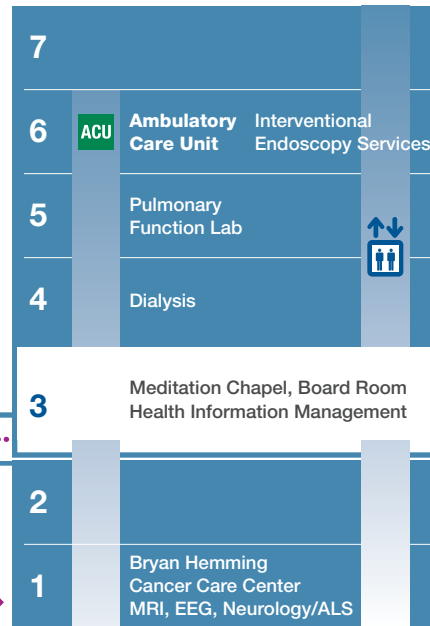 7
6 ACU Ambulatory Interventional
Care Unit Endoscopy Services
5 Pulmonary
Function Lab
4 Dialysis
3 Meditation Chapel, Board Room
Health Information Management
2
1 Bryan Hemming
Cancer Care Center
MRI, EEG, Neurology/ALS